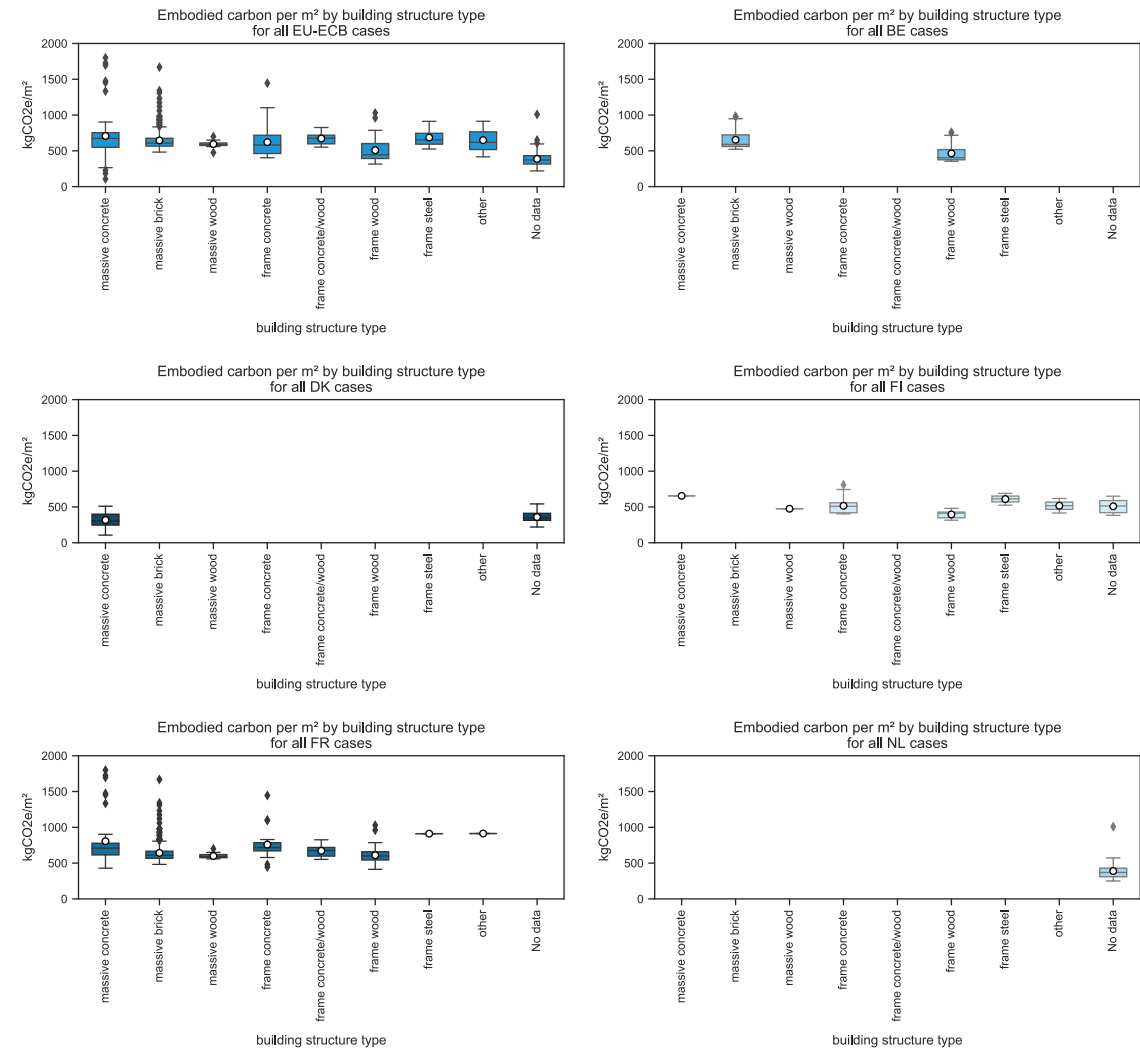 Embodied carbon per m² by building structure type
for all EU-ECB cases
2000
1500
1000
500
0
kgCO2e/m²
massive concrete
massive brick
massive wood
frame concrete
frame concrete/wood
frame wood
frame steel
other
No data
building structure type
Embodied carbon per m² by building structure type
for all BE cases
2000
1500
1000
500
0
kgCO2e/m²
massive concrete
massive brick
massive wood
frame concrete
frame concrete/wood
frame wood
frame steel
other
No data
building structure type
Embodied carbon per m² by building structure type
for all DK cases
2000
1500
1000
500
0
kgCO2e/m²
massive concrete
massive brick
massive wood
frame concrete
frame concrete/wood
frame wood
frame steel
other
No data
building structure type
Embodied carbon per m² by building structure type
for all FI cases
2000
1500
1000
500
0
kgCO2e/m²
massive concrete
massive brick
massive wood
frame concrete
frame concrete/wood
frame wood
frame steel
other
No data
building structure type
Embodied carbon per m² by building structure type
for all FR cases
2000
1500
1000
500
0
kgCO2e/m²
massive concrete
massive brick
massive wood
frame concrete
frame concrete/wood
frame wood
frame steel
other
No data
building structure type
Embodied carbon per m² by building structure type
for all NL cases
2000
1500
1000
500
0
kgCO2e/m²
massive concrete
massive brick
massive wood
frame concrete
frame concrete/wood
frame wood
frame steel
other
No data
building structure type